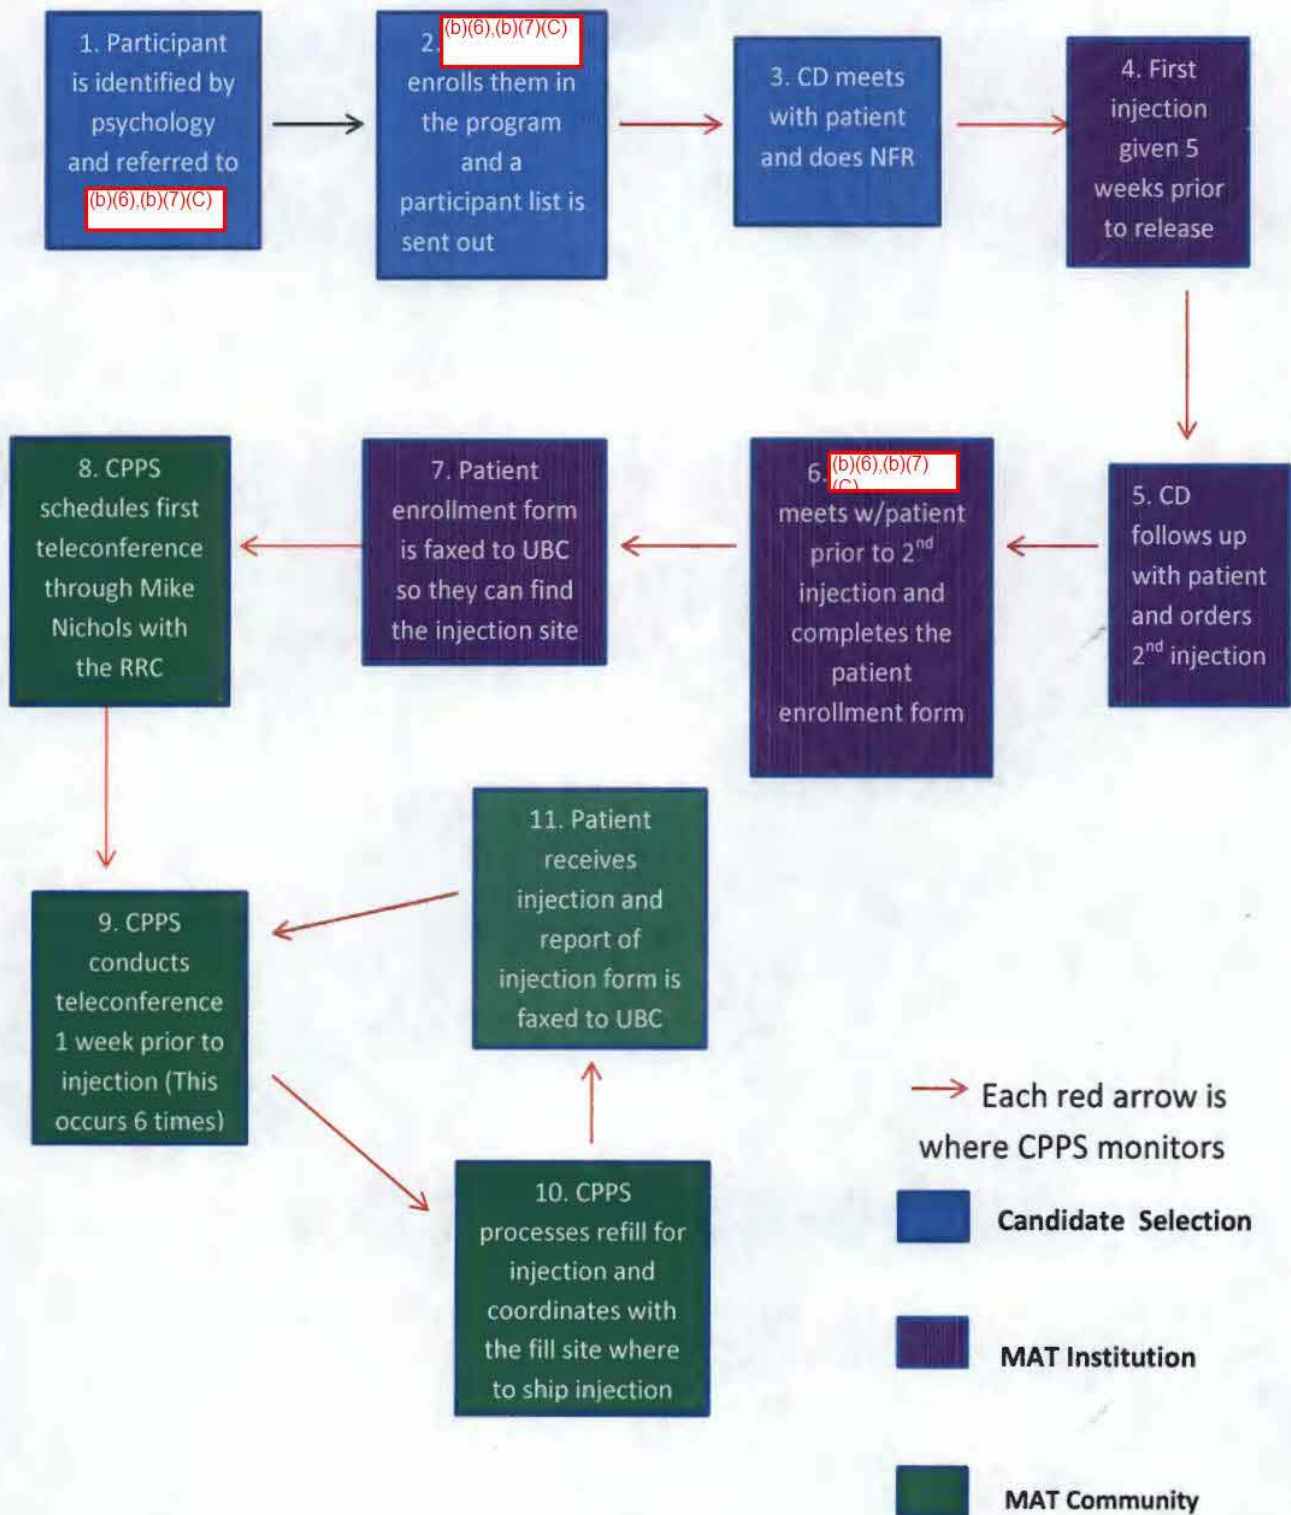 1. Participant
is identified by
psychology
and referred to
(b)(6),(b)(7)(C)
2. (b)(6),(b)(7)(C)
enrolls them in
the program
and a
participant list is
sent out
3. CD meets
with patient
and does NFR
4. First
injection
given 5
weeks prior
to release
5. CD
follows up
with patient
and orders
2nd injection
6. (b)(6),(b)(7)
(C)
meets w/patient
prior to 2nd
injection and
completes the
patient
enrollment form
7. Patient
enrollment form
is faxed to UBC
so they can find
the injection site
8. CPPS
schedules first
teleconference
through Mike
Nichols with
the RRC
9. CPPS
conducts
teleconference
1 week prior to
injection (This
occurs 6 times)
10. CPPS
processes refill for
injection and
coordinates with
the fill site where
to ship injection
11. Patient
receives
injection and
report of
injection form is
faxed to UBC
Each red arrow is
where CPPS monitors
Candidate Selection
MAT Institution
MAT Community